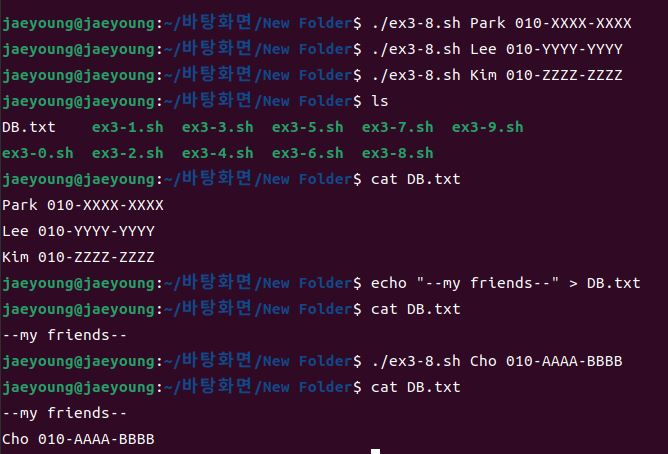 jaeyoung@jaeyoung:~/바탕화면/New Folder$ ./ex3-8.sh Park 010-XXXX-XXXX
jaeyoung@jaeyoung:~/바탕화면/New Folder$ ./ex3-8.sh Lee 010-YYYY-YYYY
jaeyoung@jaeyoung:~/바탕화면/New Folder$ ./ex3-8.sh Kim 010-ZZZZ-ZZZZ
jaeyoung@jaeyoung:~/바탕화면/New Folder$ ls
DB.txt    ex3-1.sh  ex3-3.sh  ex3-5.sh  ex3-7.sh  ex3-9.sh
ex3-0.sh  ex3-2.sh  ex3-4.sh  ex3-6.sh  ex3-8.sh
jaeyoung@jaeyoung:~/바탕화면/New Folder$ cat DB.txt
Park 010-XXXX-XXXX
Lee 010-YYYY-YYYY
Kim 010-ZZZZ-ZZZZ
jaeyoung@jaeyoung:~/바탕화면/New Folder$ echo "--my friends--" > DB.txt
jaeyoung@jaeyoung:~/바탕화면/New Folder$ cat DB.txt
--my friends--
jaeyoung@jaeyoung:~/바탕화면/New Folder$ ./ex3-8.sh Cho 010-AAAA-BBBB
jaeyoung@jaeyoung:~/바탕화면/New Folder$ cat DB.txt
--my friends--
Cho 010-AAAA-BBBB